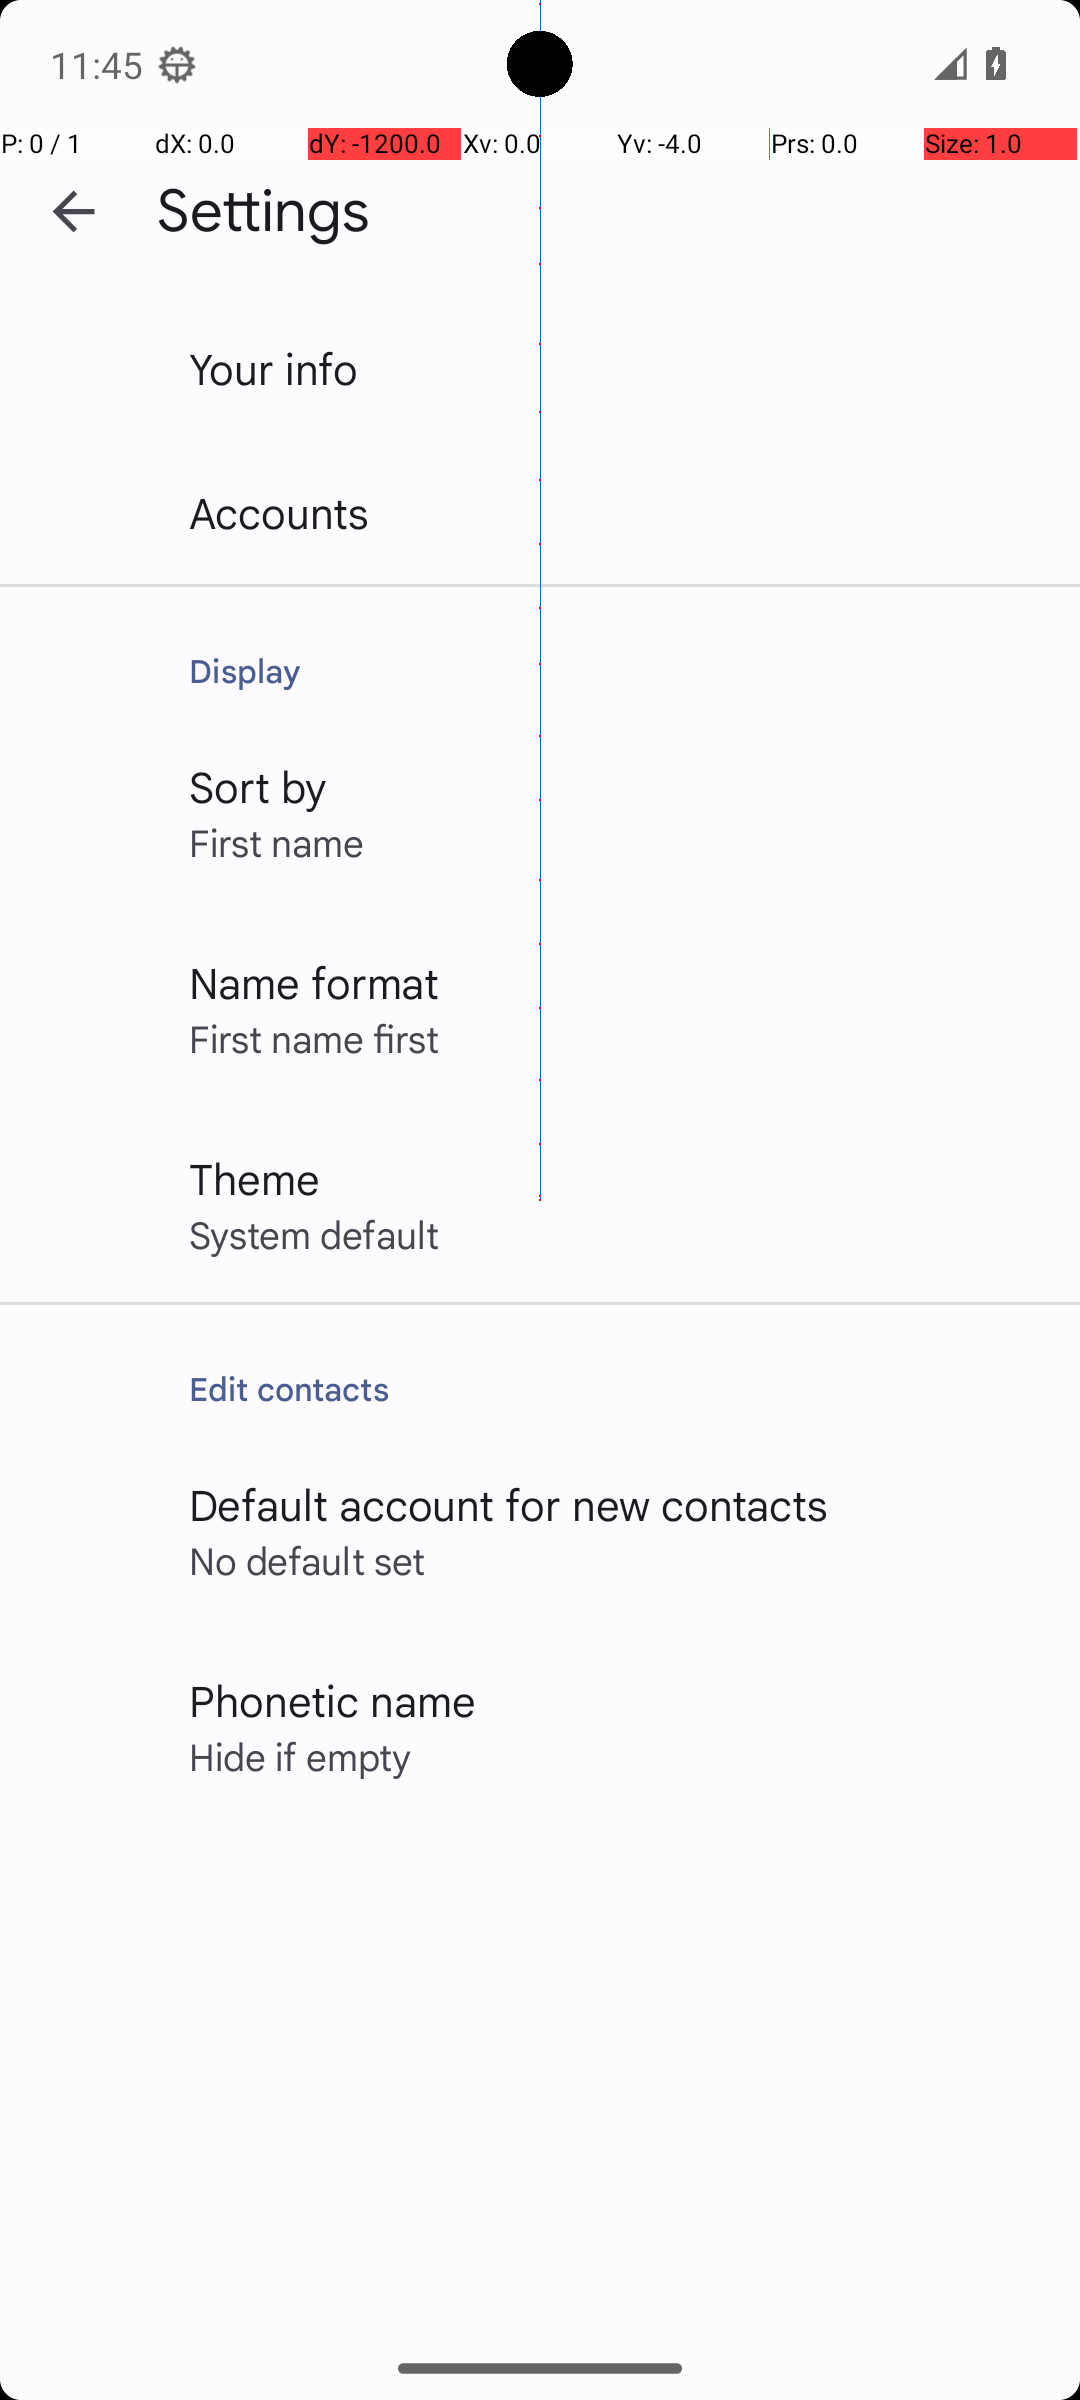 11:45
P: 0 / 1 dX: 0.0 dY: -1200.0 Xv: 0.0 Yv: -4.0 Prs: 0.0 Size: 1.0
Settings
Your info
Accounts
Display
Sort by
First name
Name format
First name first
Theme
System default
Edit contacts
Default account for new contacts
No default set
Phonetic name
Hide if empty